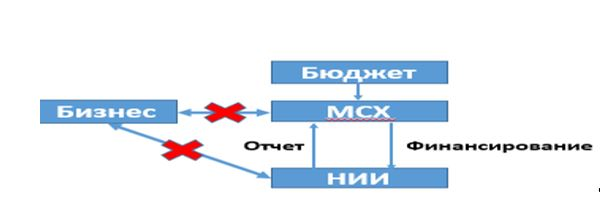 Бюджет
Бизнес
МСХ
Отчет
Финансирование
НИИ
.